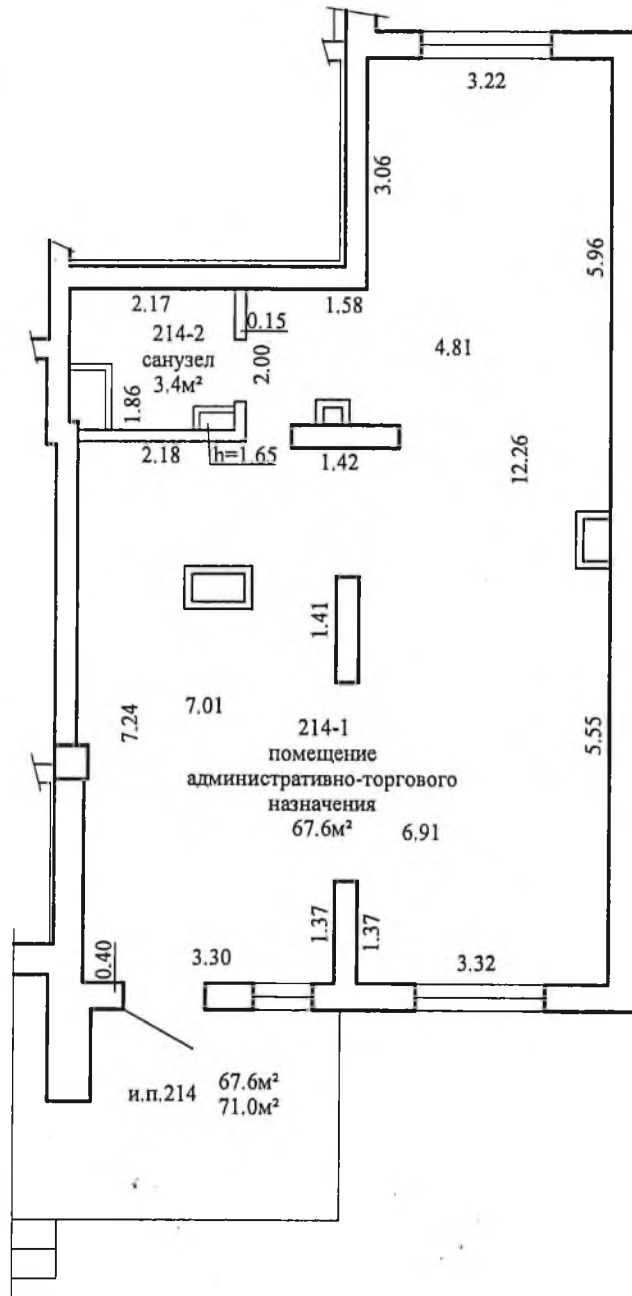 3.22
3.06
5.96
2.17
1.58
0.15
214-2
санузел
3.4м²
2.00
4.81
1.86
2.18
h=1.65
1.42
12.26
1.41
7.24
7.01
5.55
214-1
помещение
административно-торгового
назначения
67.6м²
6.91
1.37
1.37
0.40
3.30
3.32
и.п.214
67.6м²
71.0м²